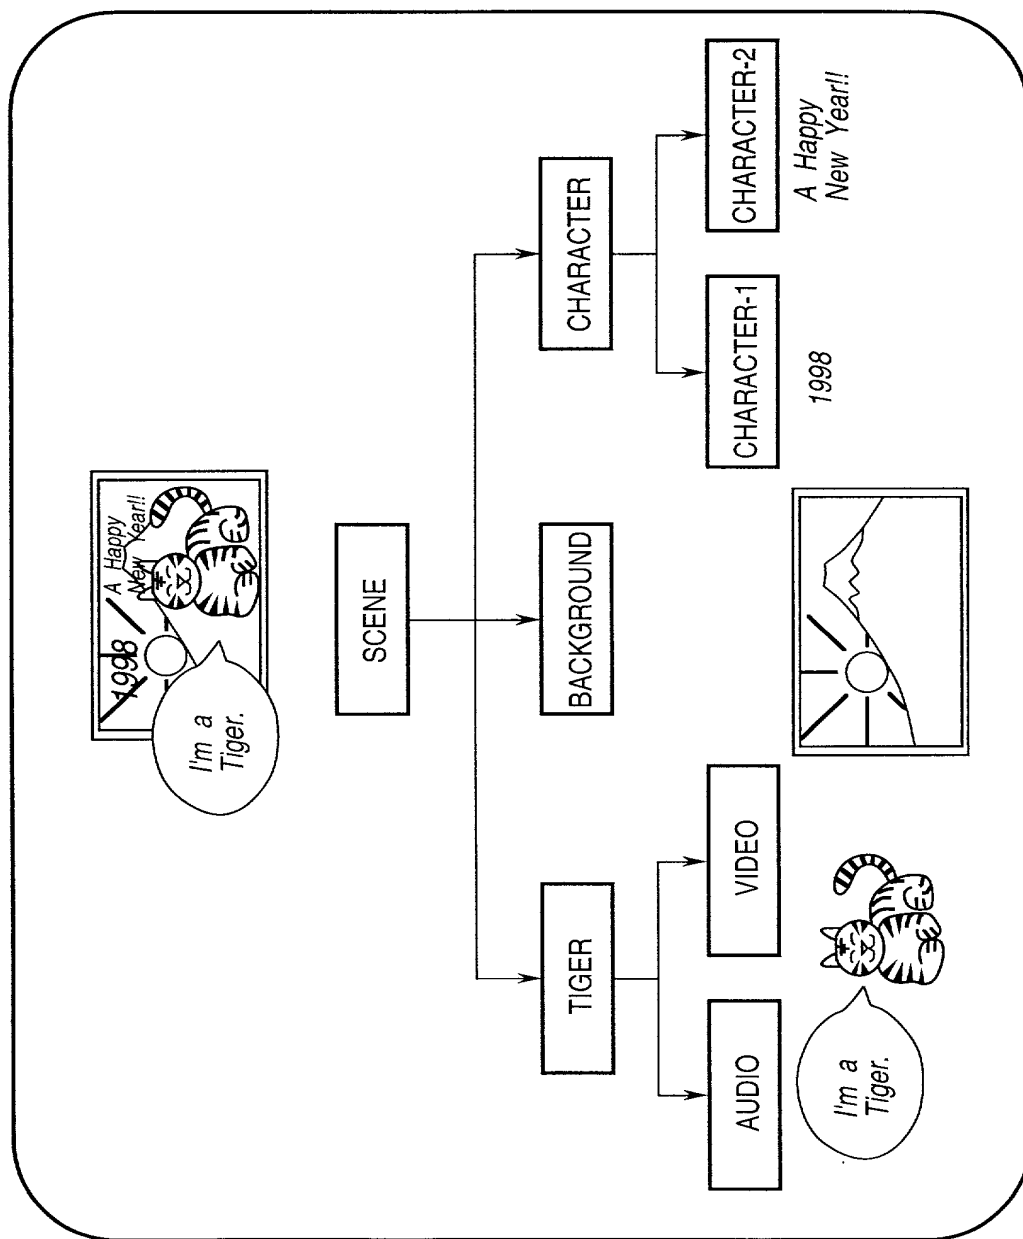 1998
A Happy
New Year!!
I'm a
Tiger.
SCENE
TIGER
BACKGROUND
CHARACTER
AUDIO
VIDEO
CHARACTER-1
CHARACTER-2
I'm a
Tiger.
1998
A Happy
New Year!!